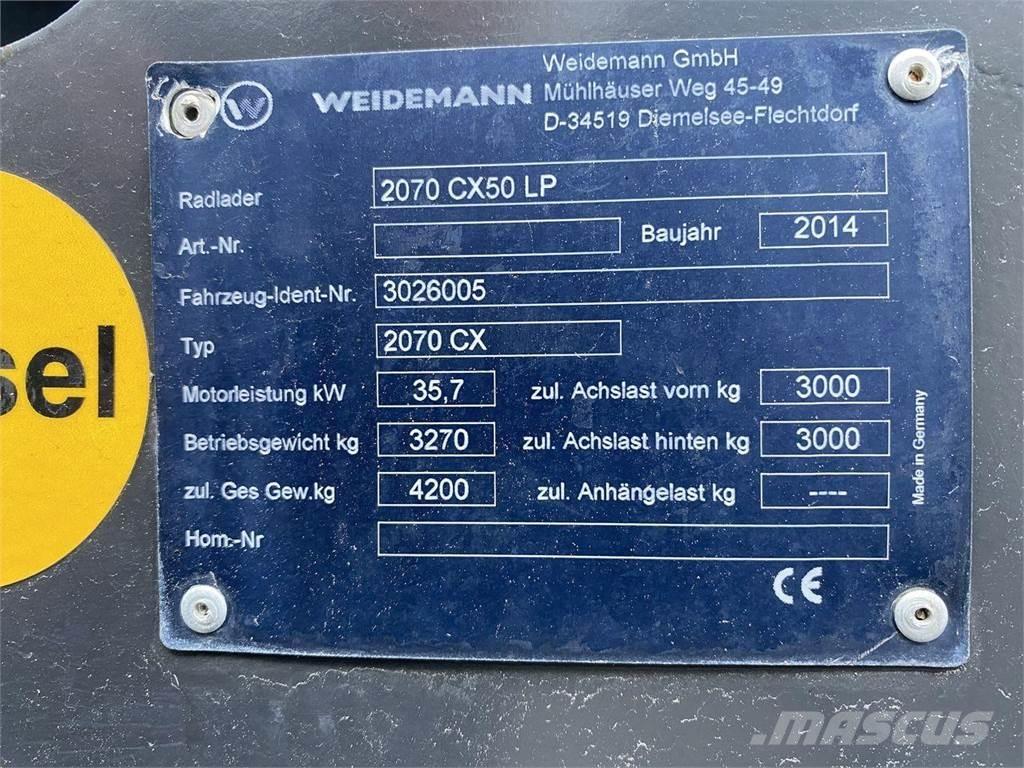 W WEIDEMANN
Weidemann GmbH
Mühlhäuser Weg 45-49
D-34519 Diemelsee-Flechtdorf
Radlader 2070 CX50 LP
Art.-Nr. Baujahr 2014
Fahrzeug-Ident-Nr. 3026005
Typ 2070 CX
Motorleistung kW 35,7 zul. Achslast vorn kg 3000
Betriebsgewicht kg 3270 zul. Achslast hinten kg 3000
zul. Ges Gew.kg 4200 zul. Anhängelast kg ----
Hom.-Nr
CE
Made in Germany
sel
MASCUS